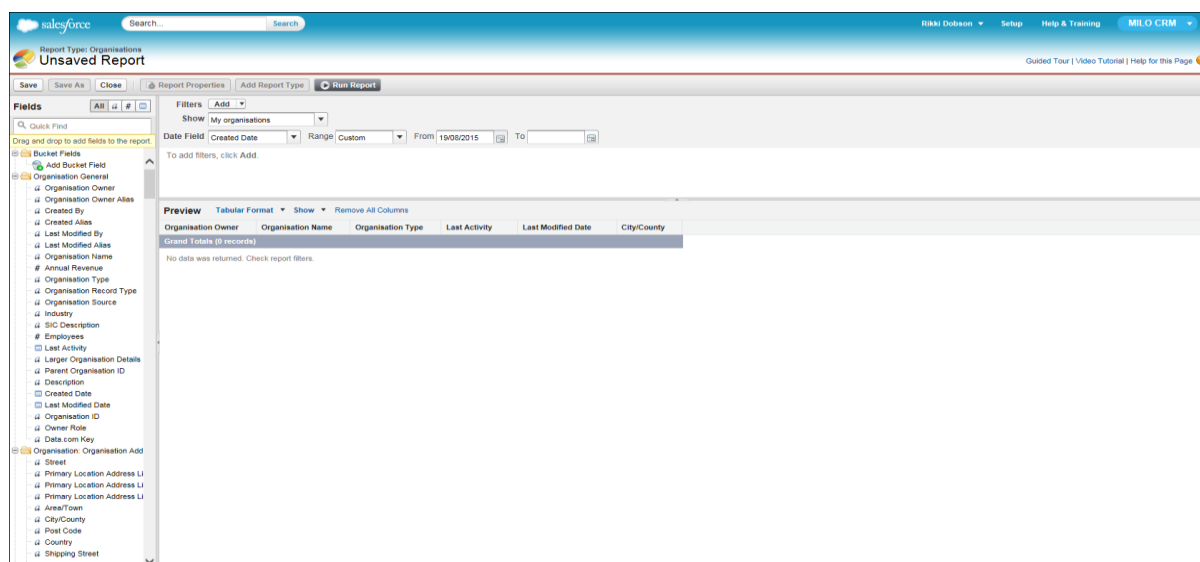 salesforce Search... Search Rikki Dobson Setup Help & Training MILO CRM
Report Type: Organisations
Unsaved Report
Guided Tour | Video Tutorial | Help for this Page
Save Save As Close Report Properties Add Report Type Run Report
Fields All a # Filters Add
Show My organisations
Quick Find
Date Field Created Date Range Custom From 19/08/2015 To
Drag and drop to add fields to the report.
To add filters, click Add.
Bucket Fields
Add Bucket Field
Organisation General
a Organisation Owner
a Organisation Owner Alias
a Created By
a Created Alias
a Last Modified By
a Last Modified Alias
a Organisation Name
# Annual Revenue
a Organisation Type
a Organisation Record Type
a Organisation Source
a Industry
a SIC Description
# Employees
Last Activity
a Larger Organisation Details
a Parent Organisation ID
a Description
Created Date
Last Modified Date
a Organisation ID
a Owner Role
a Data.com Key
Organisation: Organisation Add
a Street
a Primary Location Address Li
a Primary Location Address Li
a Primary Location Address Li
a Area/Town
a City/County
a Post Code
a Country
a Shipping Street
Preview Tabular Format Show Remove All Columns
Organisation Owner Organisation Name Organisation Type Last Activity Last Modified Date City/County
Grand Totals (0 records)
No data was returned. Check report filters.